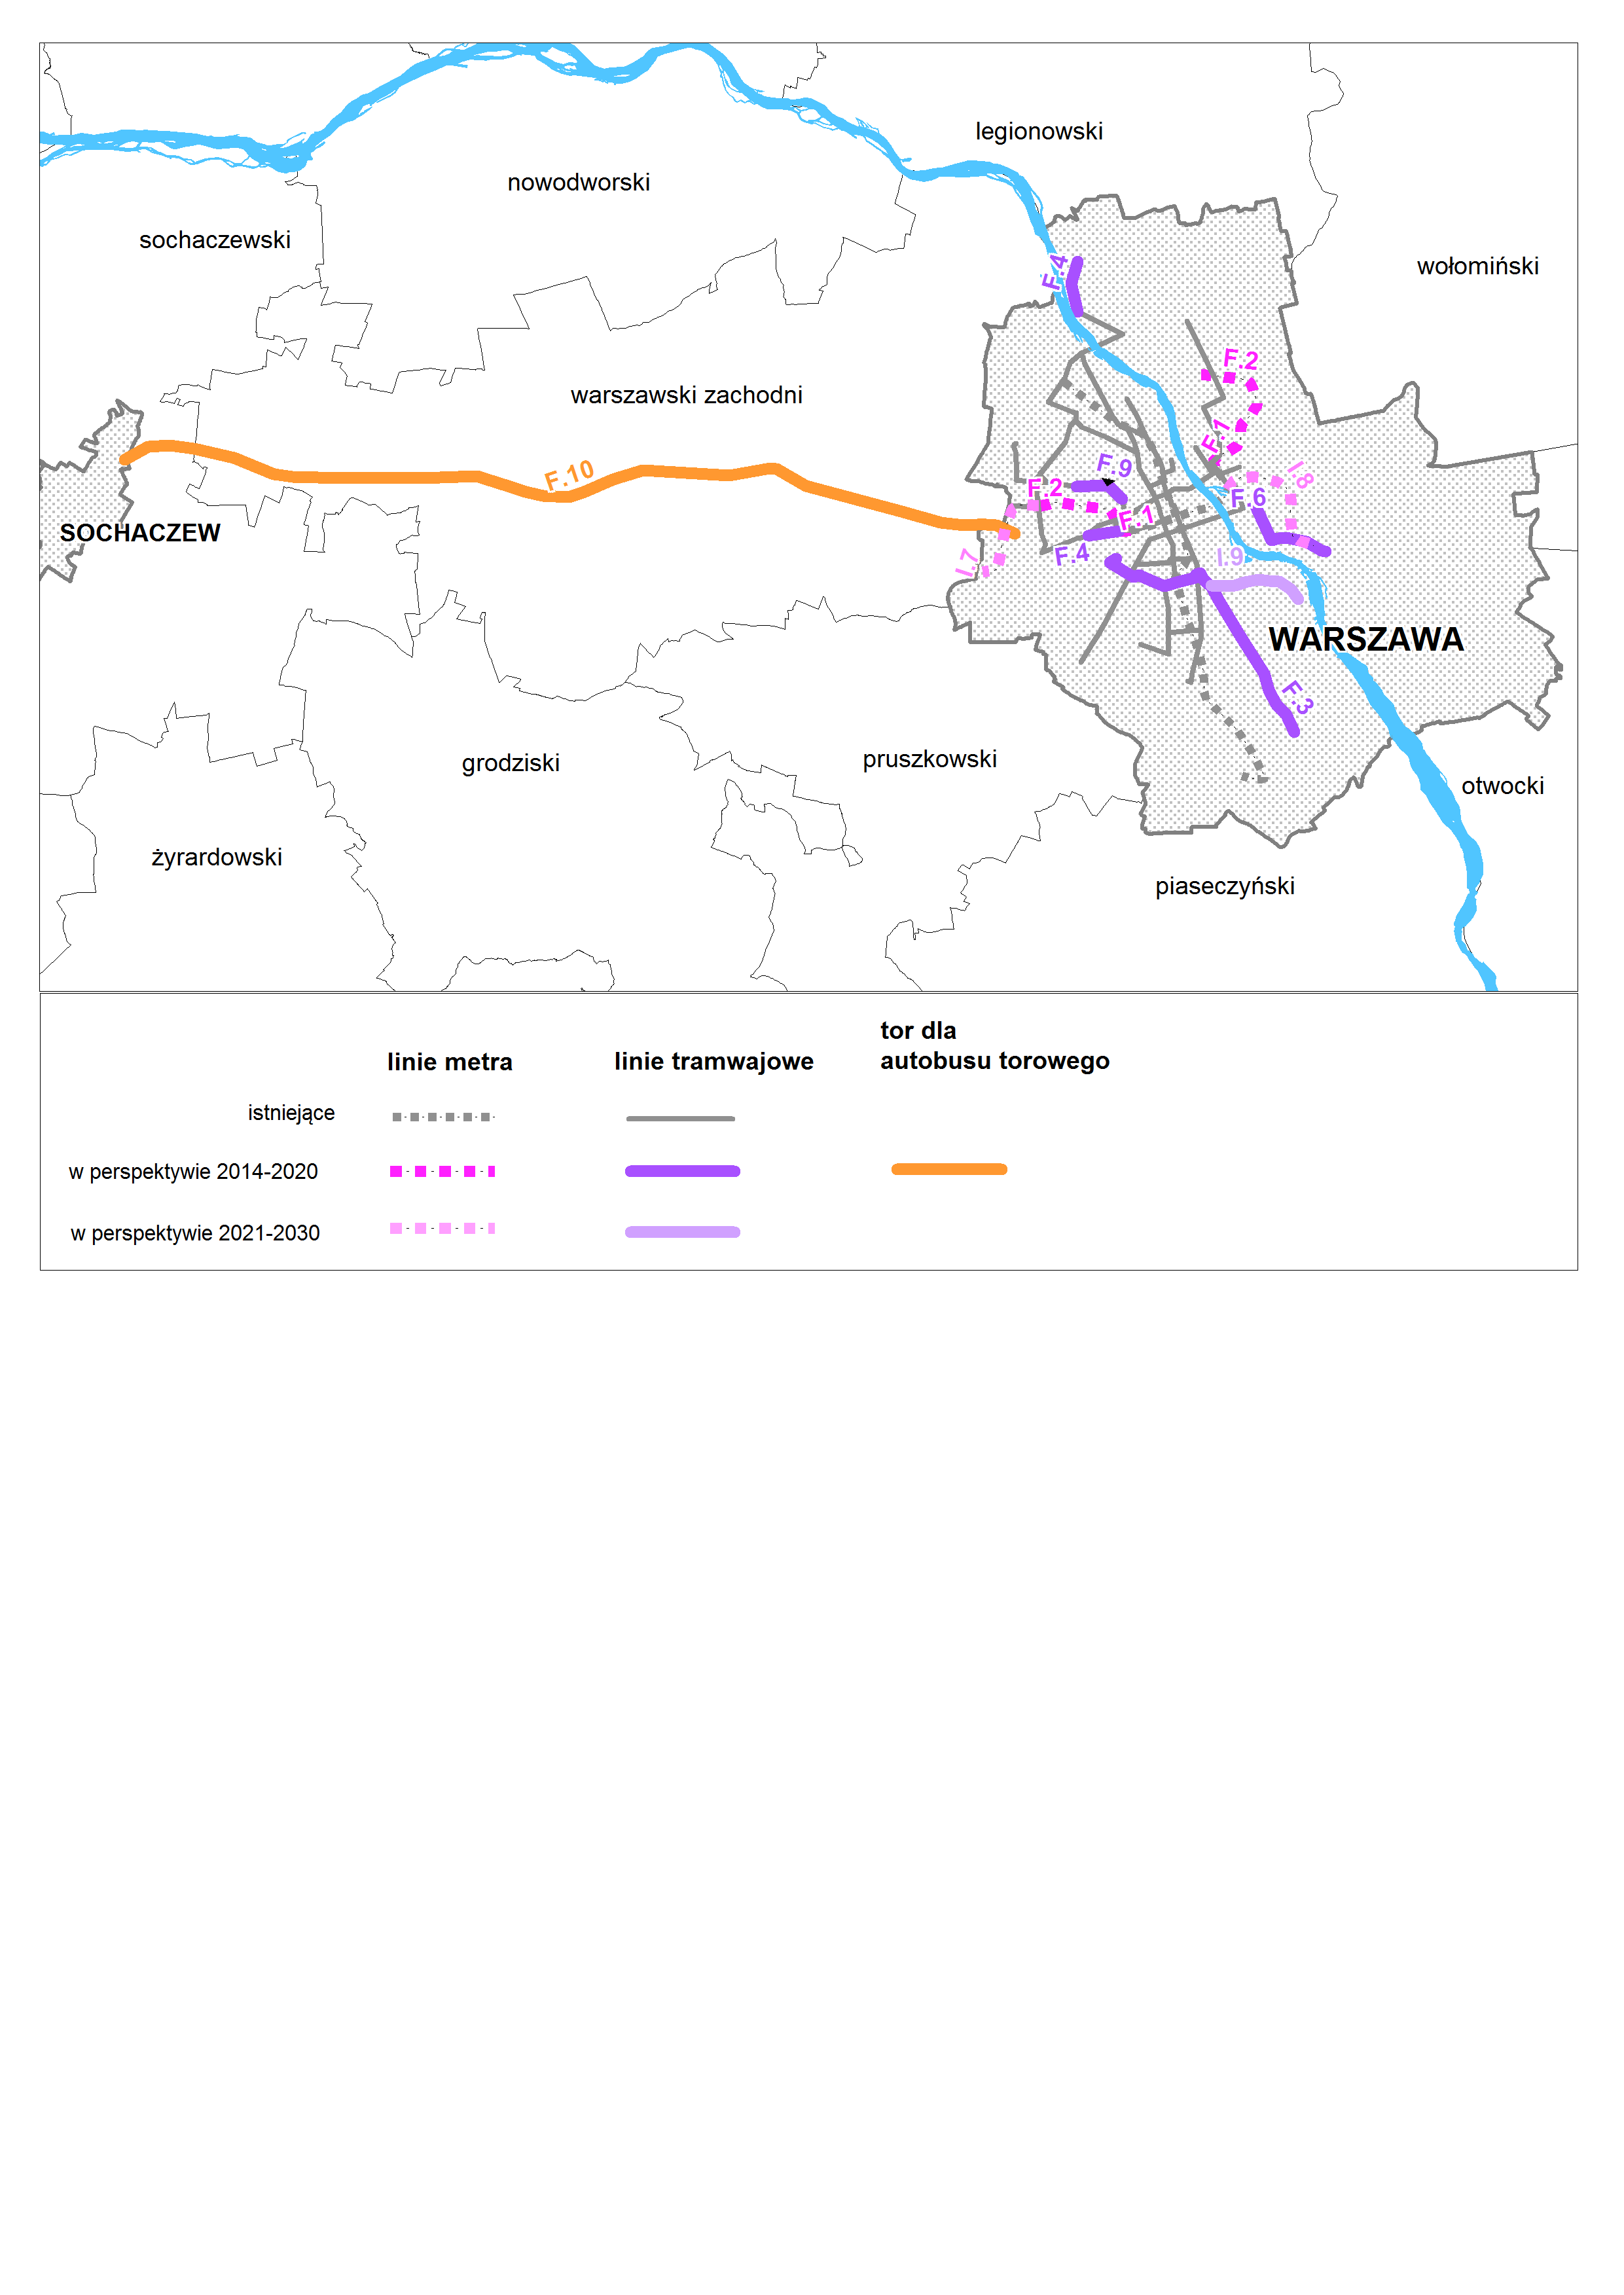 legionowski
nowodworski
sochaczewski
wołomiński
F.4
F.2
warszawski zachodni
F.1
F.9
F.10
I.8
F.2
F.6
F.1
SOCHACZEW
F.4
I.7
I.9
WARSZAWA
F.3
grodziski
pruszkowski
otwocki
żyrardowski
piaseczyński
tor dla
autobusu torowego
linie metra
linie tramwajowe
istniejące
w perspektywie 2014-2020
w perspektywie 2021-2030